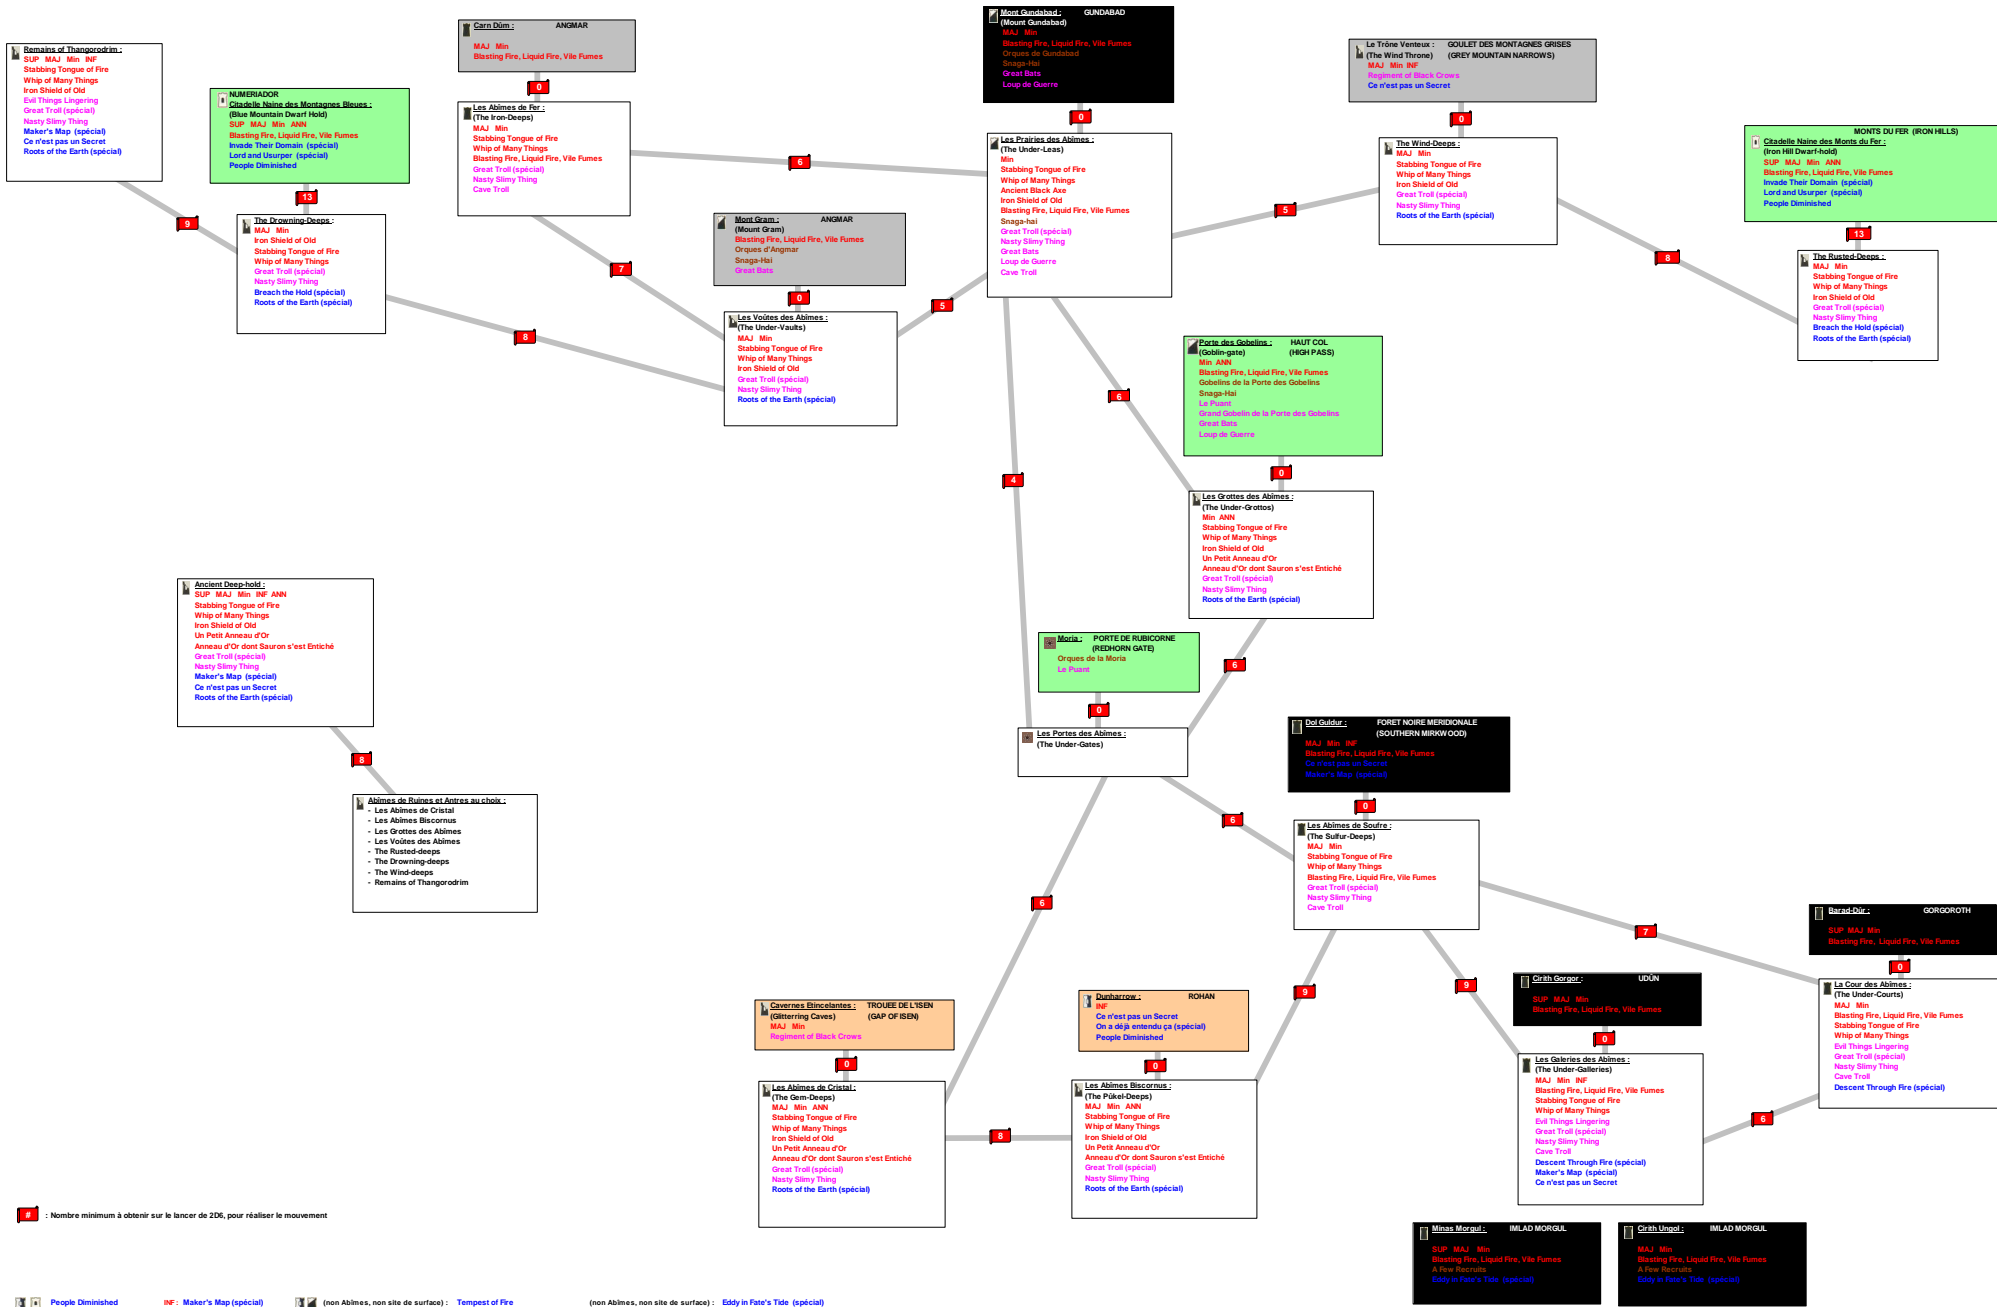 Remains of Thangorodrim :
SUP MAJ Min INF
Stabbing Tongue of Fire
Whip of Many Things
Iron Shield of Old
Evil Things Lingering
Great Troll (spécial)
Nasty Slimy Thing
Maker's Map (spécial)
Ce n'est pas un Secret
Roots of the Earth (spécial)
9
NUMERIADOR
Citadelle Naine des Montagnes Bleues :
(Blue Mountain Dwarf Hold)
SUP MAJ Min ANN
Blasting Fire, Liquid Fire, Vile Fumes
Invade Their Domain (spécial)
Lord and Usurper (spécial)
People Diminished
13
The Drowning-Deeps :
MAJ Min
Iron Shield of Old
Stabbing Tongue of Fire
Whip of Many Things
Great Troll (spécial)
Nasty Slimy Thing
Breach the Hold (spécial)
Roots of the Earth (spécial)
8
Carn Dûm : ANGMAR
MAJ Min
Blasting Fire, Liquid Fire, Vile Fumes
0
Les Abîmes de Fer :
(The Iron-Deeps)
MAJ Min
Stabbing Tongue of Fire
Whip of Many Things
Blasting Fire, Liquid Fire, Vile Fumes
Great Troll (spécial)
Nasty Slimy Thing
Cave Troll
6
7
Mont Gram : ANGMAR
(Mount Gram)
Blasting Fire, Liquid Fire, Vile Fumes
Orques d'Angmar
Snaga-Hai
Great Bats
0
Les Voûtes des Abîmes :
(The Under-Vaults)
MAJ Min
Stabbing Tongue of Fire
Whip of Many Things
Iron Shield of Old
Great Troll (spécial)
Nasty Slimy Thing
Roots of the Earth (spécial)
5
Mont Gundabad : GUNDABAD
(Mount Gundabad)
MAJ Min
Blasting Fire, Liquid Fire, Vile Fumes
Orques de Gundabad
Snaga-Hai
Great Bats
Loup de Guerre
0
Les Prairies des Abîmes :
(The Under-Leas)
Min
Stabbing Tongue of Fire
Whip of Many Things
Ancient Black Axe
Iron Shield of Old
Blasting Fire, Liquid Fire, Vile Fumes
Snaga-hai
Great Troll (spécial)
Nasty Slimy Thing
Great Bats
Loup de Guerre
Cave Troll
5
4
6
Le Trône Venteux : GOULET DES MONTAGNES GRISES
(The Wind Throne) (GREY MOUNTAIN NARROWS)
MAJ Min INF
Regiment of Black Crows
Ce n'est pas un Secret
0
The Wind-Deeps :
MAJ Min
Stabbing Tongue of Fire
Whip of Many Things
Iron Shield of Old
Great Troll (spécial)
Nasty Slimy Thing
Roots of the Earth (spécial)
8
MONTS DU FER (IRON HILLS)
Citadelle Naine des Monts du Fer :
(Iron Hill Dwarf-hold)
SUP MAJ Min ANN
Blasting Fire, Liquid Fire, Vile Fumes
Invade Their Domain (spécial)
Lord and Usurper (spécial)
People Diminished
13
The Rusted-Deeps :
MAJ Min
Stabbing Tongue of Fire
Whip of Many Things
Iron Shield of Old
Great Troll (spécial)
Nasty Slimy Thing
Breach the Hold (spécial)
Roots of the Earth (spécial)
Porte des Gobelins : HAUT COL
(Goblin-gate) (HIGH PASS)
Min ANN
Blasting Fire, Liquid Fire, Vile Fumes
Gobelins de la Porte des Gobelins
Snaga-Hai
Le Puant
Grand Gobelin de la Porte des Gobelins
Great Bats
Loup de Guerre
0
Les Grottes des Abîmes :
(The Under-Grottos)
Min ANN
Stabbing Tongue of Fire
Whip of Many Things
Iron Shield of Old
Un Petit Anneau d'Or
Anneau d'Or dont Sauron s'est Entiché
Great Troll (spécial)
Nasty Slimy Thing
Roots of the Earth (spécial)
6
Moria : PORTE DE RUBICORNE
(REDHORN GATE)
Orques de la Moria
Le Puant
0
Les Portes des Abîmes :
(The Under-Gates)
6
6
Ancient Deep-hold :
SUP MAJ Min INF ANN
Stabbing Tongue of Fire
Whip of Many Things
Iron Shield of Old
Un Petit Anneau d'Or
Anneau d'Or dont Sauron s'est Entiché
Great Troll (spécial)
Nasty Slimy Thing
Maker's Map (spécial)
Ce n'est pas un Secret
Roots of the Earth (spécial)
8
Abîmes de Ruines et Antres au choix :
- Les Abîmes de Cristal
- Les Abîmes Biscornus
- Les Grottes des Abîmes
- Les Voûtes des Abîmes
- The Rusted-deeps
- The Drowning-deeps
- The Wind-deeps
- Remains of Thangorodrim
Dol Guldur : FORET NOIRE MERIDIONALE
(SOUTHERN MIRKWOOD)
MAJ Min INF
Blasting Fire, Liquid Fire, Vile Fumes
Ce n'est pas un Secret
Maker's Map (spécial)
0
Les Abîmes de Soufre :
(The Sulfur-Deeps)
MAJ Min
Stabbing Tongue of Fire
Whip of Many Things
Blasting Fire, Liquid Fire, Vile Fumes
Great Troll (spécial)
Nasty Slimy Thing
Cave Troll
7
9
9
Barad-Dûr : GORGOROTH
SUP MAJ Min
Blasting Fire, Liquid Fire, Vile Fumes
0
La Cour des Abîmes :
(The Under-Courts)
MAJ Min
Blasting Fire, Liquid Fire, Vile Fumes
Stabbing Tongue of Fire
Whip of Many Things
Evil Things Lingering
Great Troll (spécial)
Nasty Slimy Thing
Cave Troll
Descent Through Fire (spécial)
6
Cirith Gorgor : UDÛN
SUP MAJ Min
Blasting Fire, Liquid Fire, Vile Fumes
0
Les Galeries des Abîmes :
(The Under-Galleries)
MAJ Min INF
Blasting Fire, Liquid Fire, Vile Fumes
Stabbing Tongue of Fire
Whip of Many Things
Evil Things Lingering
Great Troll (spécial)
Nasty Slimy Thing
Cave Troll
Descent Through Fire (spécial)
Maker's Map (spécial)
Ce n'est pas un Secret
Cavernes Etincelantes : TROUEE DE L'ISEN
(Glitterring Caves) (GAP OF ISEN)
MAJ Min
Regiment of Black Crows
0
Les Abîmes de Cristal :
(The Gem-Deeps)
MAJ Min ANN
Stabbing Tongue of Fire
Whip of Many Things
Iron Shield of Old
Un Petit Anneau d'Or
Anneau d'Or dont Sauron s'est Entiché
Great Troll (spécial)
Nasty Slimy Thing
Roots of the Earth (spécial)
8
Dunharrow : ROHAN
INF
Ce n'est pas un Secret
On a déjà entendu ça (spécial)
People Diminished
0
Les Abîmes Biscornus :
(The Pûkel-Deeps)
MAJ Min ANN
Stabbing Tongue of Fire
Whip of Many Things
Iron Shield of Old
Un Petit Anneau d'Or
Anneau d'Or dont Sauron s'est Entiché
Great Troll (spécial)
Nasty Slimy Thing
Roots of the Earth (spécial)
Minas Morgul : IMLAD MORGUL
SUP MAJ Min
Blasting Fire, Liquid Fire, Vile Fumes
A Few Recruits
Eddy in Fate's Tide (spécial)
Cirith Ungol : IMLAD MORGUL
MAJ Min
Blasting Fire, Liquid Fire, Vile Fumes
A Few Recruits
Eddy in Fate's Tide (spécial)
# : Nombre minimum à obtenir sur le lancer de 2D6, pour réaliser le mouvement
People Diminished INF : Maker's Map (spécial) (non Abîmes, non site de surface) : Tempest of Fire (non Abîmes, non site de surface) : Eddy in Fate's Tide (spécial)